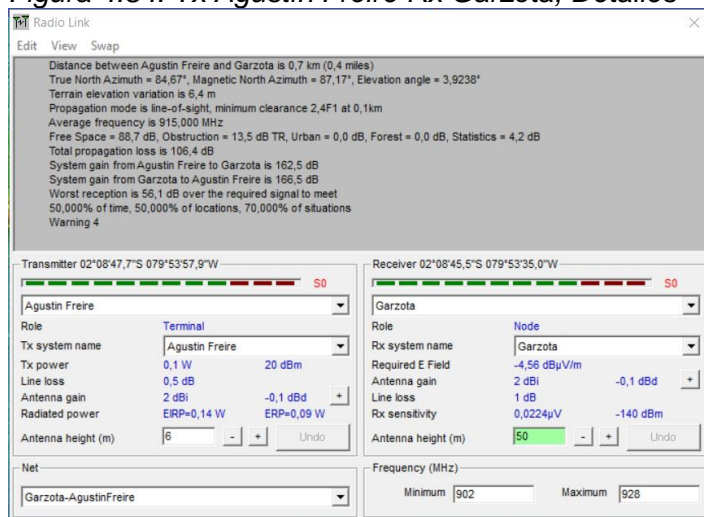 Figura 4.34: Tx Agustin Freire Rx Garzota, Detalles
Radio Link
Edit View Swap
Distance between Agustin Freire and Garzota is 0,7 km (0,4 miles)
True North Azimuth = 84,67°, Magnetic North Azimuth = 87,17°, Elevation angle = 3,9238°
Terrain elevation variation is 6,4 m
Propagation mode is line-of-sight, minimum clearance 2,4F1 at 0,1km
Average frequency is 915,000 MHz
Free Space = 88,7 dB, Obstruction = 13,5 dB TR, Urban = 0,0 dB, Forest = 0,0 dB, Statistics = 4,2 dB
Total propagation loss is 106,4 dB
System gain from Agustin Freire to Garzota is 162,5 dB
System gain from Garzota to Agustin Freire is 166,5 dB
Worst reception is 56,1 dB over the required signal to meet
50,000% of time, 50,000% of locations, 70,000% of situations
Warning 4
Transmitter 02°08'47,7"S 079°53'57,9"W
S0
Agustin Freire
Role Terminal
Tx system name Agustin Freire
Tx power 0,1 W 20 dBm
Line loss 0,5 dB
Antenna gain 2 dBi -0,1 dBd +
Radiated power EIRP=0,14 W ERP=0,09 W
Antenna height (m) 6 - + Undo
Net
Garzota-AgustinFreire
Receiver 02°08'45,5"S 079°53'35,0"W
S0
Garzota
Role Node
Rx system name Garzota
Required E Field -4,56 dBµV/m
Antenna gain 2 dBi -0,1 dBd +
Line loss 1 dB
Rx sensitivity 0,0224µV -140 dBm
Antenna height (m) 50 - + Undo
Frequency (MHz)
Minimum 902 Maximum 928